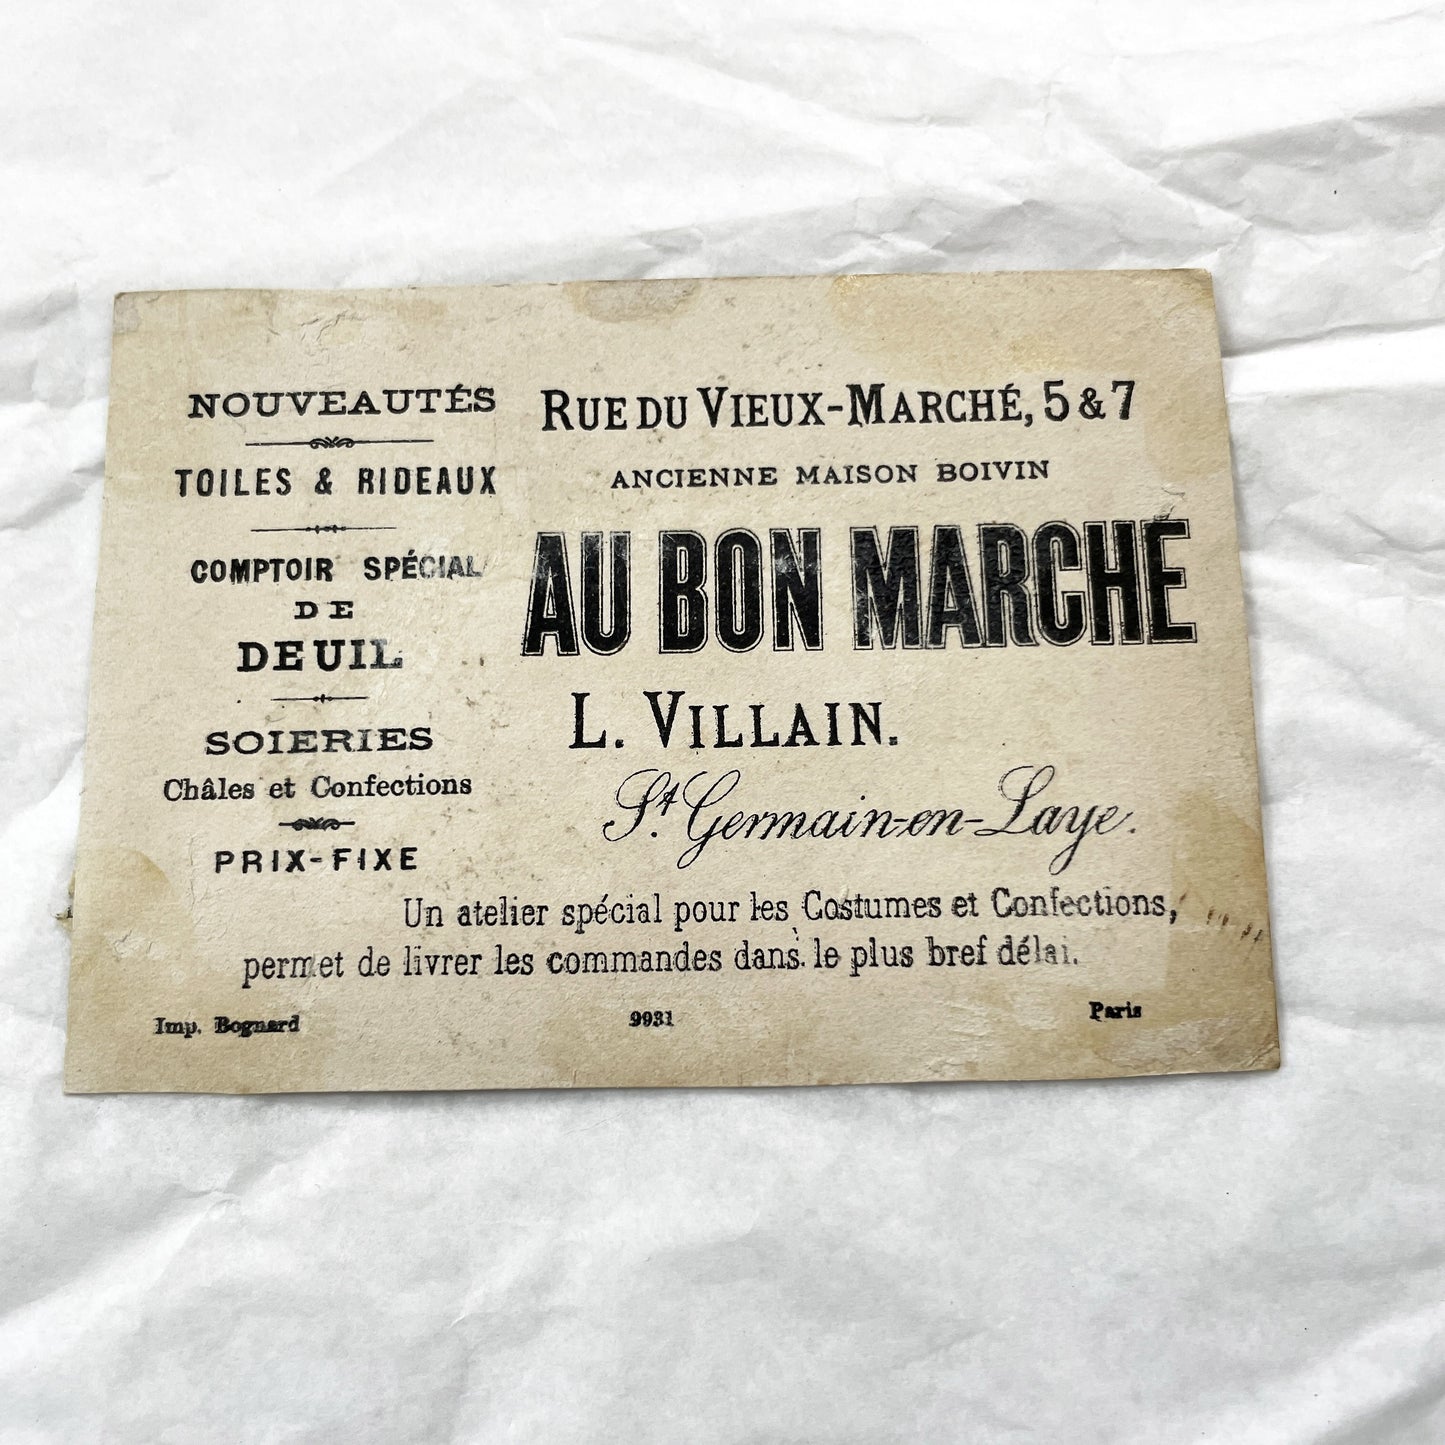 NOUVEAUTÉS
TOILES & RIDEAUX
COMPTOIR SPÉCIAL
DE
DEUIL
SOIERIES
Châles et Confections
PRIX-FIXE
RUE DU VIEUX-MARCHÉ, 5 & 7
ANCIENNE MAISON BOIVIN
AU BON MARCHÉ
L. VILLAIN.
St. Germain-en-Laye.
Un atelier spécial pour les Costumes et Confections,
permet de livrer les commandes dans le plus bref délai.
Imp. Bognard 9931 Paris